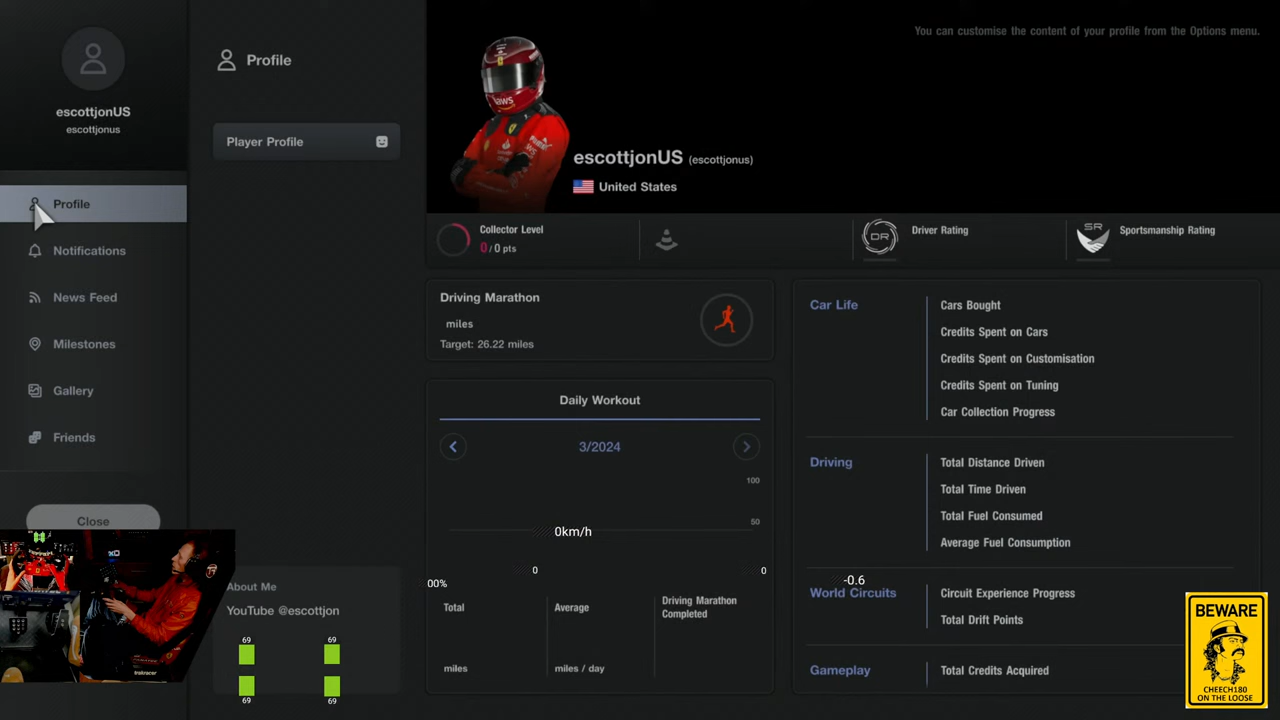 escottjonUS
escottjonus
Profile
Notifications
News Feed
Milestones
Gallery
Friends
Close
Profile
Player Profile
About Me
YouTube @escottjon
69
69
69
69
You can customise the content of your profile from the Options menu.
escottjonUS (escottjonus)
United States
Collector Level
0 / 0 pts
DR
Driver Rating
SR
Sportsmanship Rating
Driving Marathon
miles
Target: 26.22 miles
Daily Workout
3/2024
100
50
0km/h
0
0
00%
Total
Average
Driving Marathon
Completed
miles
miles / day
Car Life
Cars Bought
Credits Spent on Cars
Credits Spent on Customisation
Credits Spent on Tuning
Car Collection Progress
Driving
Total Distance Driven
Total Time Driven
Total Fuel Consumed
Average Fuel Consumption
-0.6
World Circuits
Circuit Experience Progress
Total Drift Points
Gameplay
Total Credits Acquired
BEWARE
CHEECH180
ON THE LOOSE